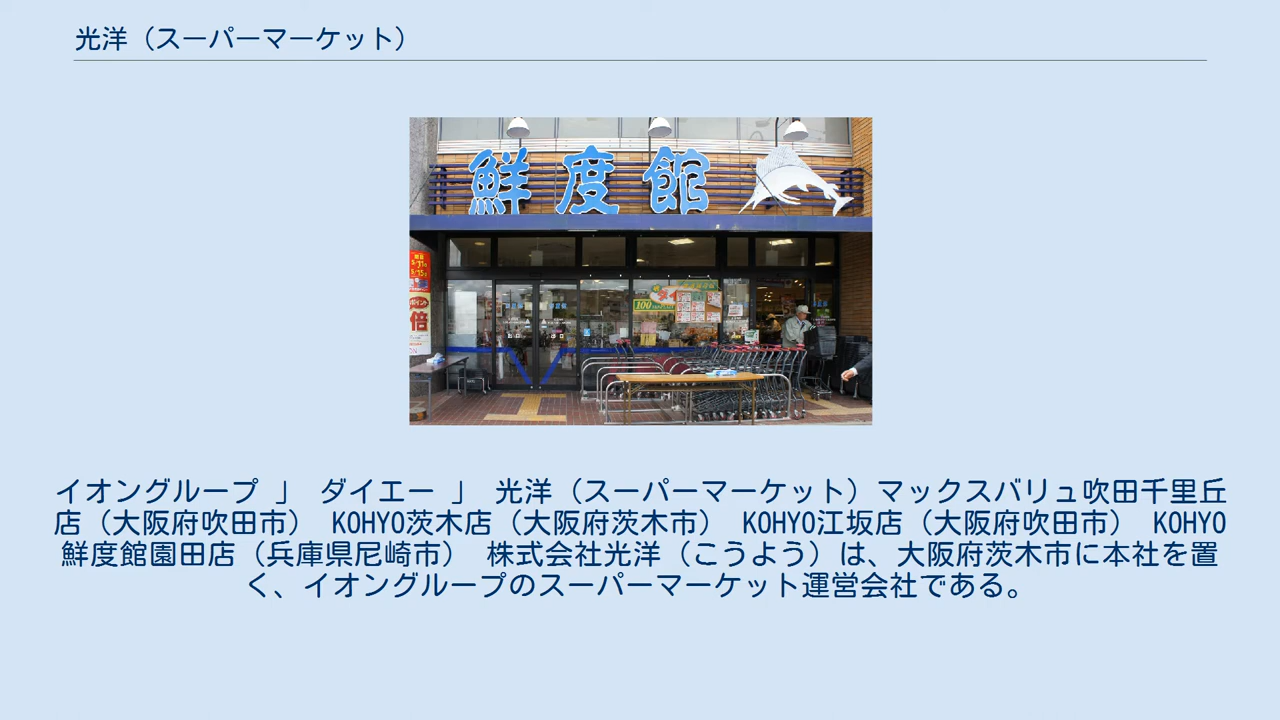 光洋（スーパーマーケット）
鮮度館
100
倍
イオングループ 」 ダイエー 」 光洋（スーパーマーケット）マックスバリュ吹田千里丘
店（大阪府吹田市） KOHYO茨木店（大阪府茨木市） KOHYO江坂店（大阪府吹田市） KOHYO
鮮度館園田店（兵庫県尼崎市） 株式会社光洋（こうよう）は、大阪府茨木市に本社を置
く、イオングループのスーパーマーケット運営会社である。